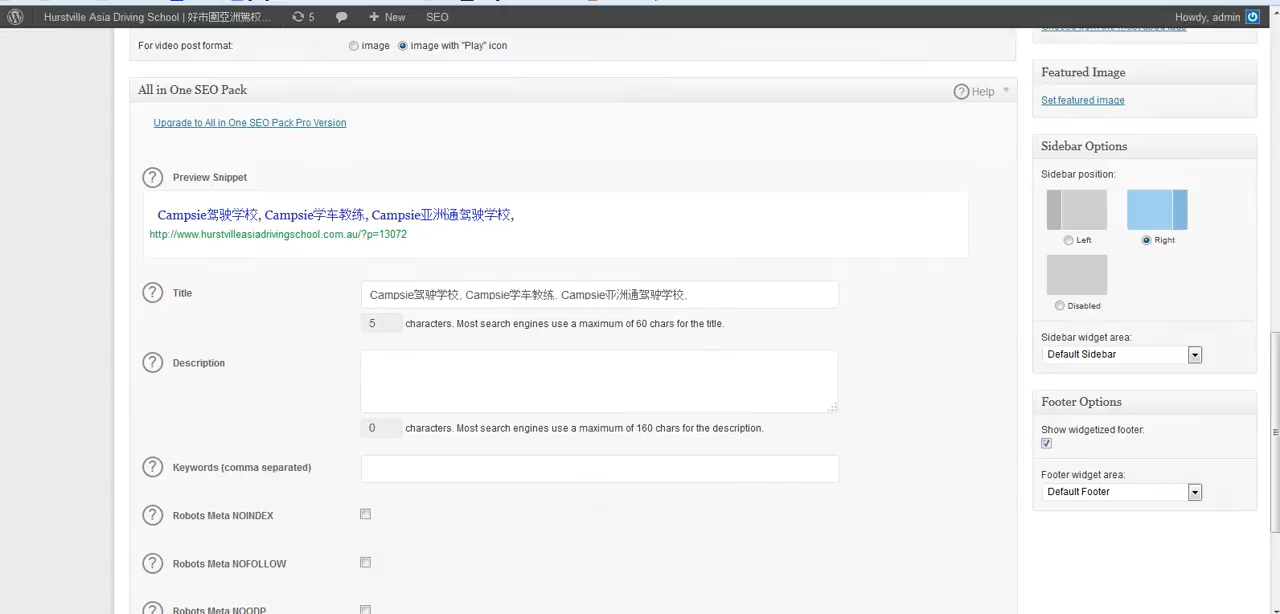 Hurstville Asia Driving School | 好市圍亞洲駕校... 5 New SEO Howdy, admin
For video post format: image image with "Play" icon
All in One SEO Pack Help
Upgrade to All in One SEO Pack Pro Version
Preview Snippet
Campsie驾驶学校, Campsie学车教练, Campsie亚洲通驾驶学校,
http://www.hurstvilleasiadrivingschool.com.au/?p=13072
Title Campsie驾驶学校, Campsie学车教练, Campsie亚洲通驾驶学校,
5 characters. Most search engines use a maximum of 60 chars for the title.
Description
0 characters. Most search engines use a maximum of 160 chars for the description.
Keywords (comma separated)
Robots Meta NOINDEX
Robots Meta NOFOLLOW
Robots Meta NOODP
Featured Image
Set featured image
Sidebar Options
Sidebar position:
Left Right
Disabled
Sidebar widget area:
Default Sidebar
Footer Options
Show widgetized footer:
Footer widget area:
Default Footer